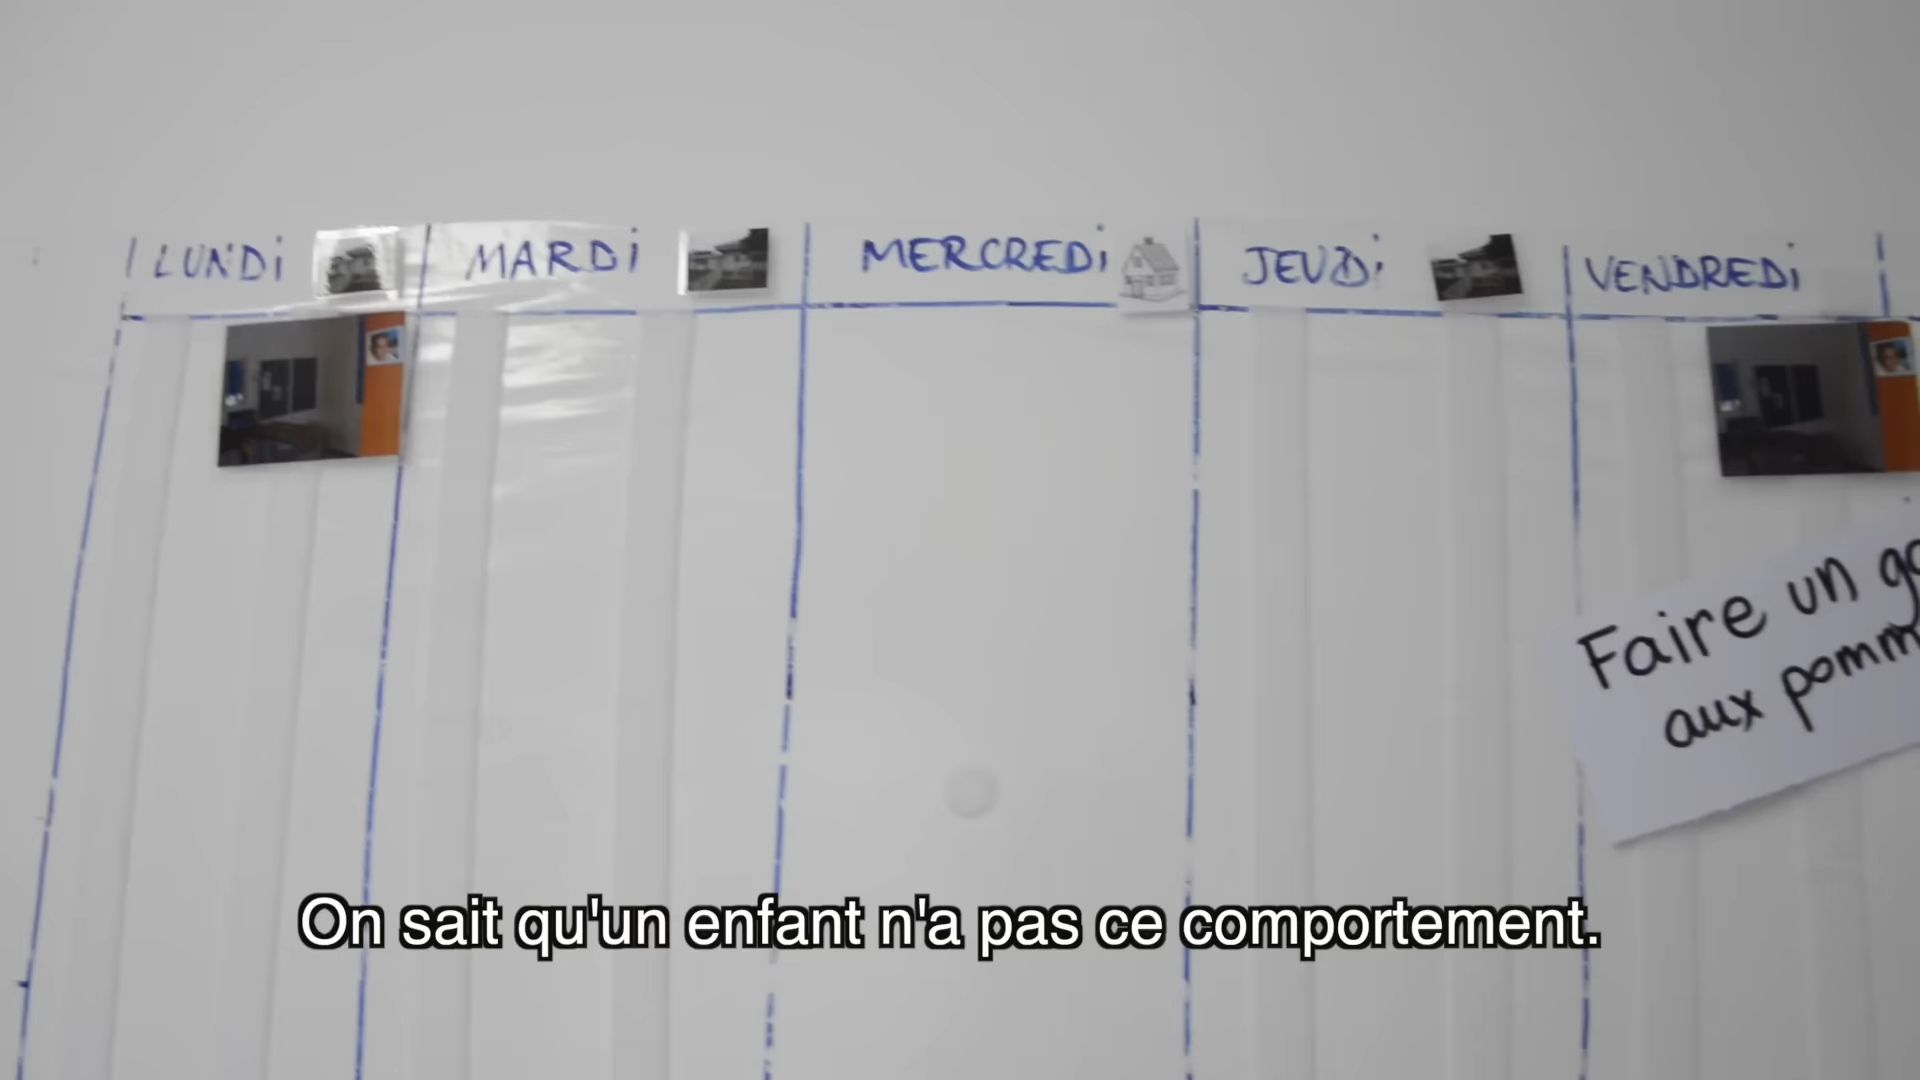 LUNDi MARDi MERCREDi JEUDi VENDREDi
Faire un
aux
On sait qu'un enfant n'a pas ce comportement.